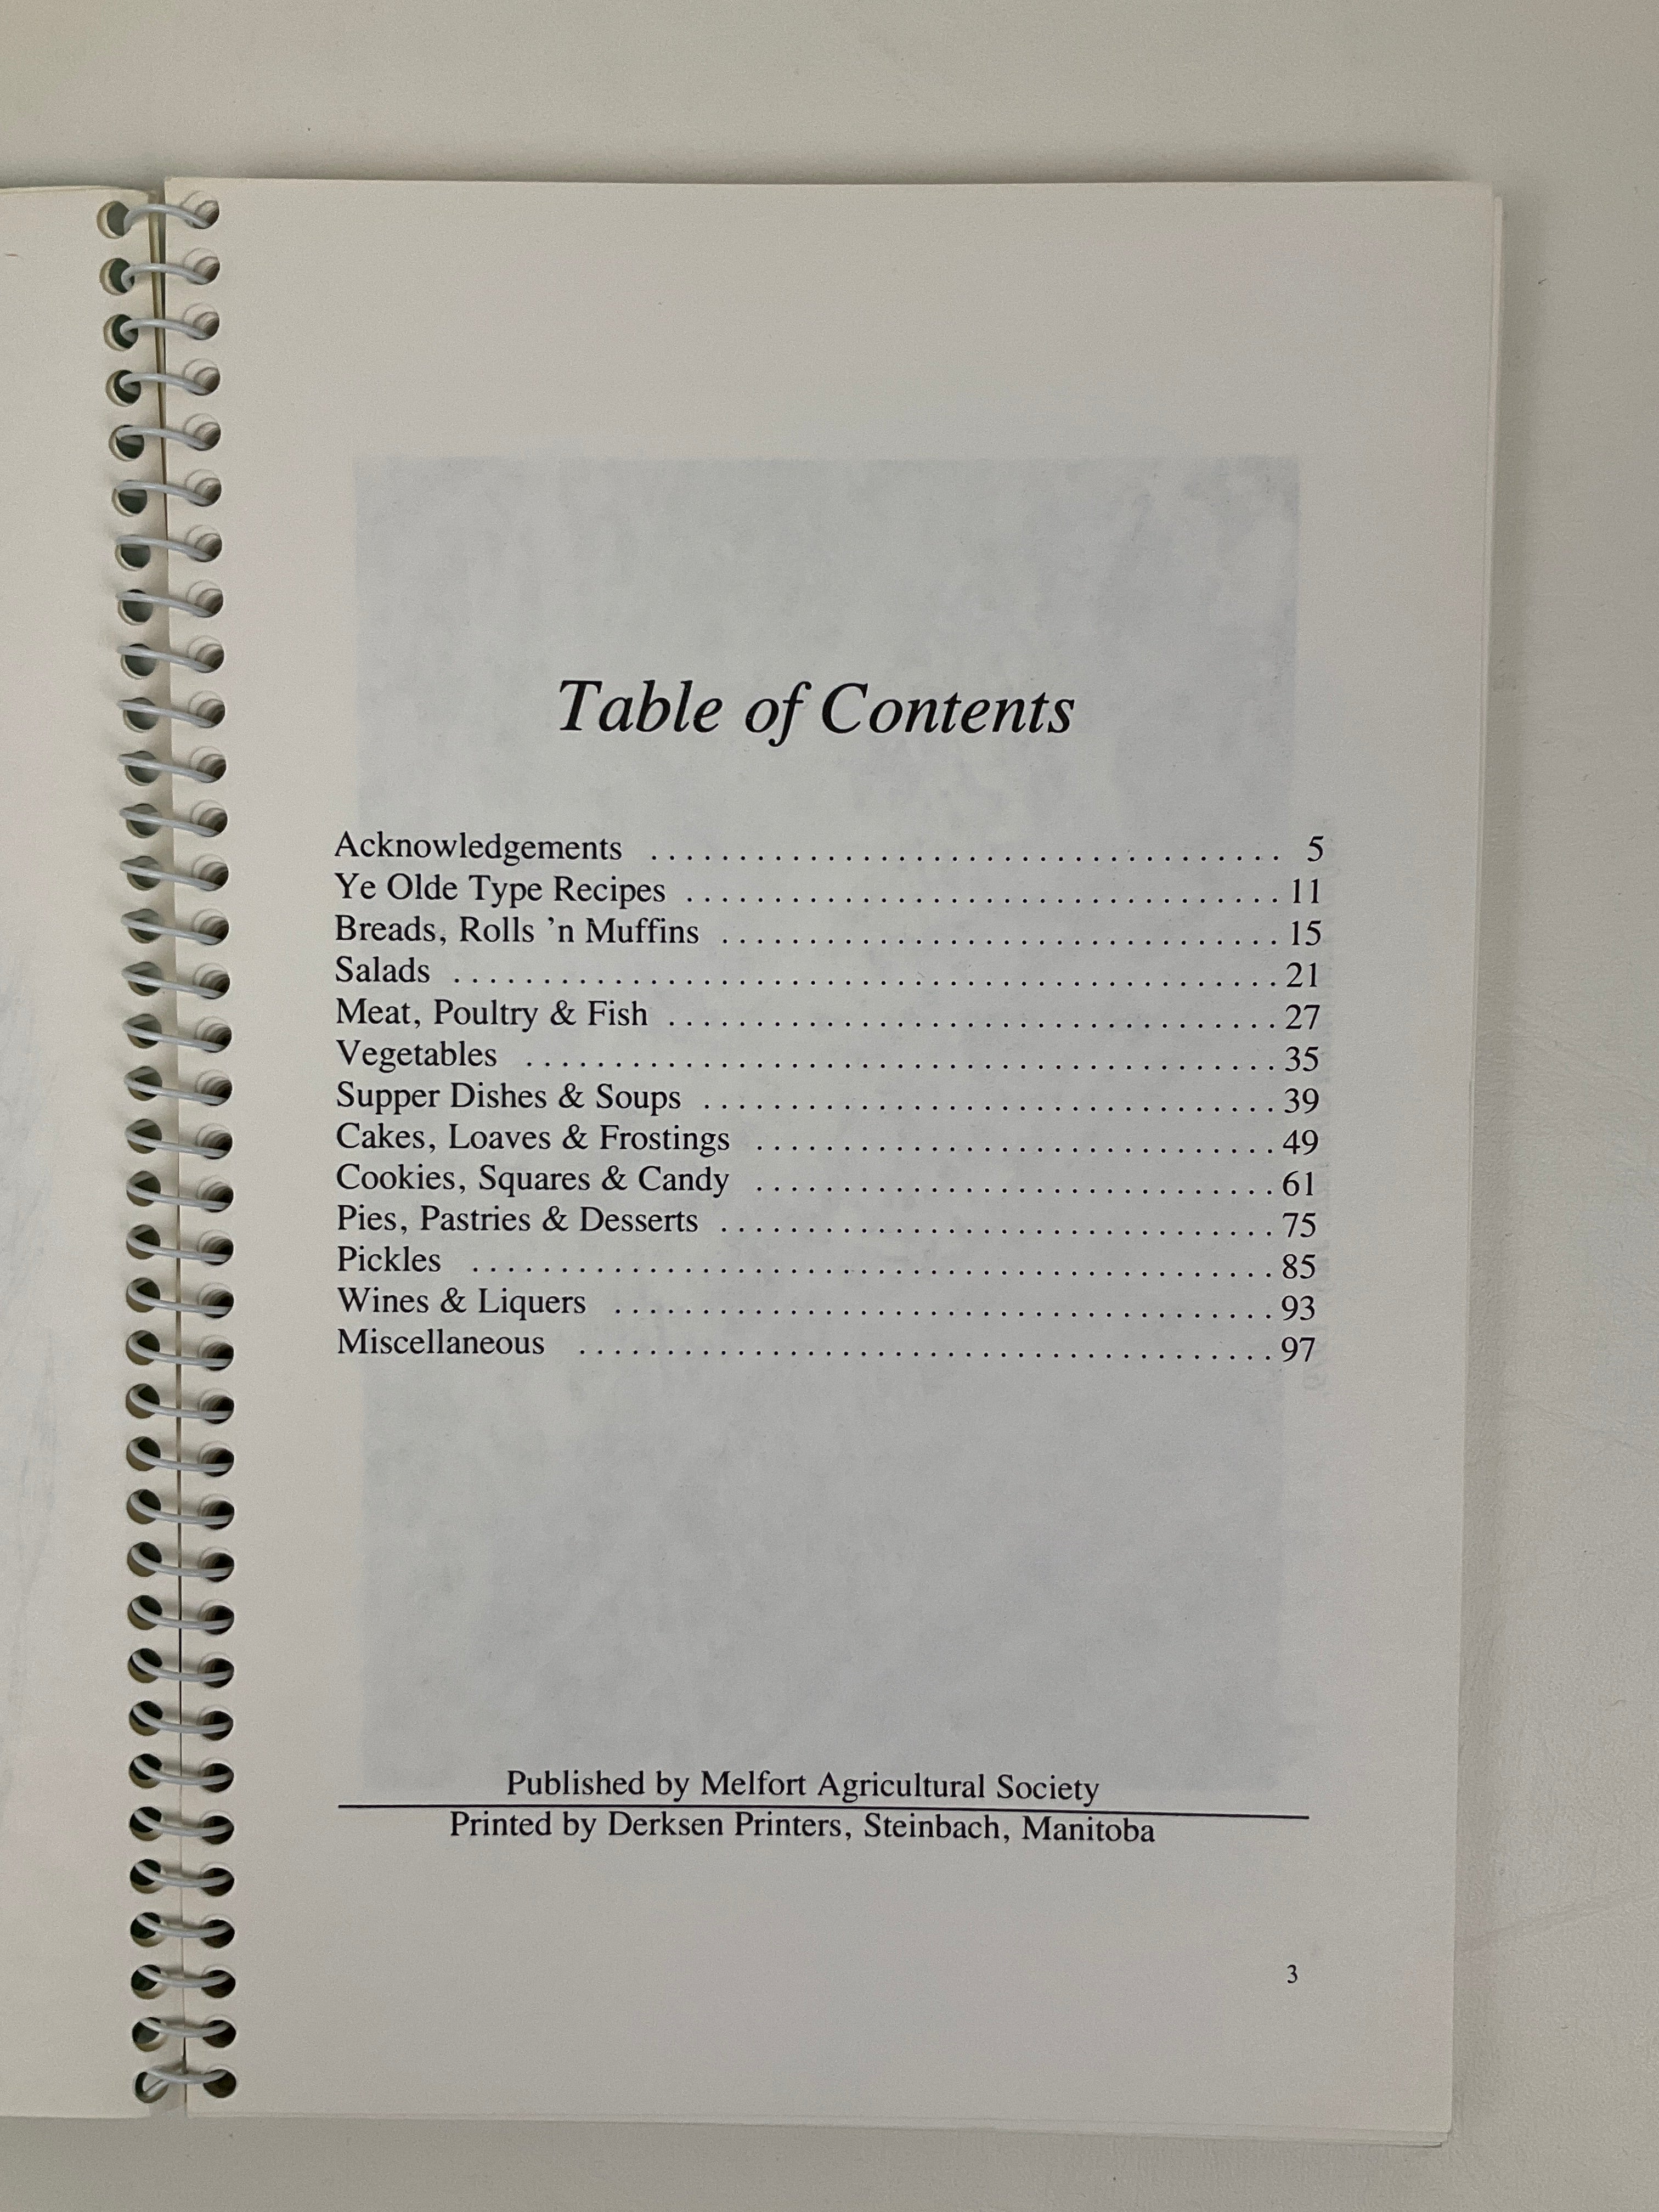 Table of Contents
Acknowledgements .................................... 5
Ye Olde Type Recipes .................................. 11
Breads, Rolls 'n Muffins ................................ 15
Salads ............................................... 21
Meat, Poultry & Fish ................................... 27
Vegetables ........................................... 35
Supper Dishes & Soups ................................. 39
Cakes, Loaves & Frostings .............................. 49
Cookies, Squares & Candy .............................. 61
Pies, Pastries & Desserts ................................ 75
Pickles .............................................. 85
Wines & Liquers ...................................... 93
Miscellaneous ........................................ 97
Published by Melfort Agricultural Society
Printed by Derksen Printers, Steinbach, Manitoba
3